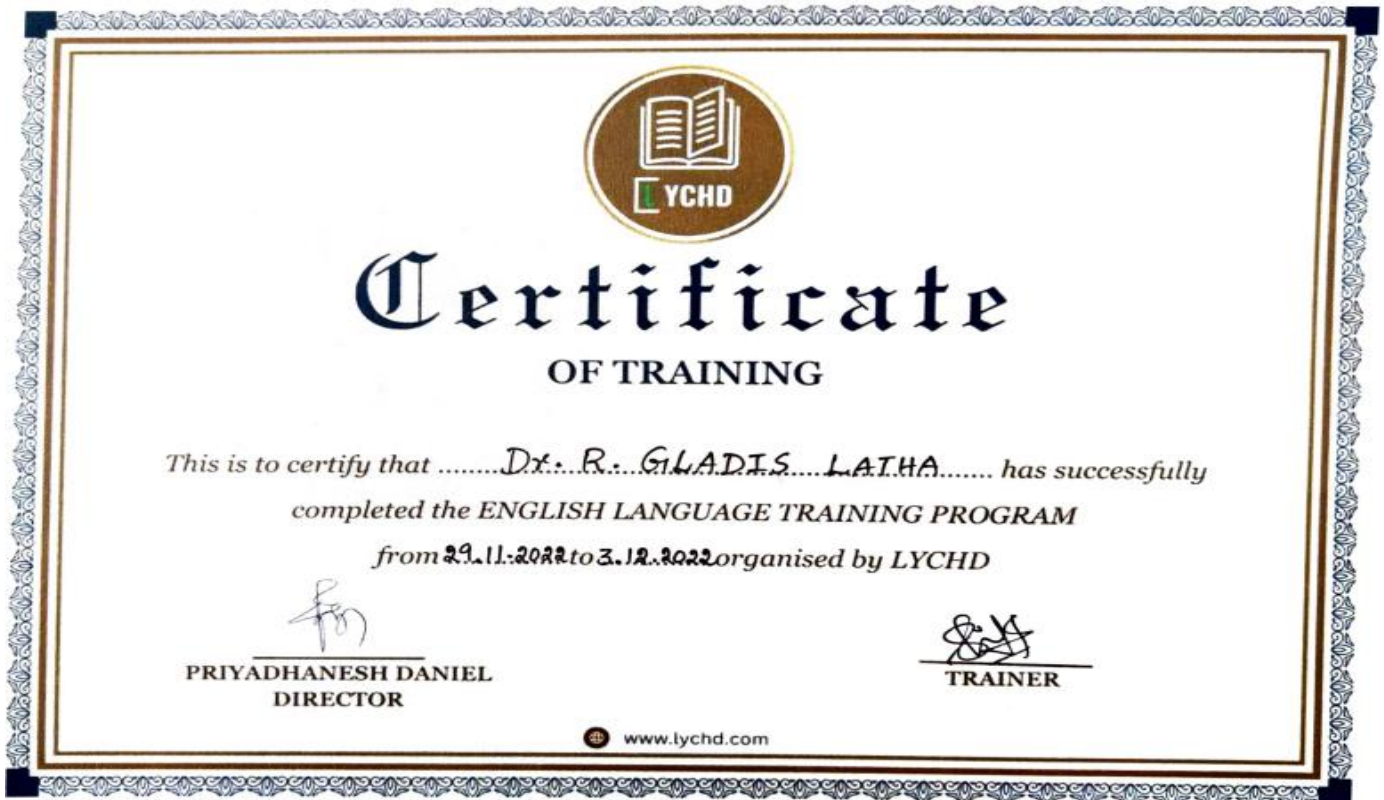 LYCHD
Certificate
OF TRAINING
This is to certify that ........Dr. R. GLADIS LATHA....... has successfully
completed the ENGLISH LANGUAGE TRAINING PROGRAM
from 29.11.2022 to 3.12.2022 organised by LYCHD
PRIYADHANESH DANIEL
DIRECTOR
TRAINER
www.lychd.com